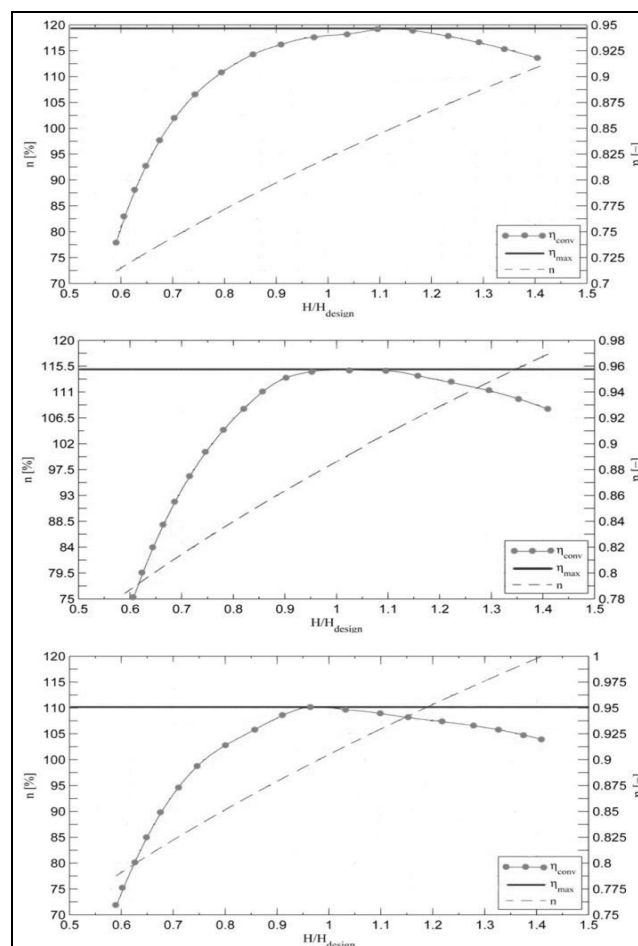 120 0.95
115 0.925
110 0.9
105 0.875
100 0.85
95 0.825
90 0.8
85 0.775
80 0.75
75 0.725
70 0.7
n [%]
n [–]
η conv
η max
n
0.5 0.6 0.7 0.8 0.9 1 1.1 1.2 1.3 1.4 1.5
H/H design
120 0.98
115.5 0.96
111 0.94
106.5 0.92
102 0.9
97.5 0.88
93 0.86
88.5 0.84
84 0.82
79.5 0.8
75 0.78
n [%]
n [–]
η conv
η max
n
0.5 0.6 0.7 0.8 0.9 1 1.1 1.2 1.3 1.4 1.5
H/H design
120 1
115 0.975
110 0.95
105 0.925
100 0.9
95 0.875
90 0.85
85 0.825
80 0.8
75 0.775
70 0.75
n [%]
n [–]
η conv
η max
n
0.5 0.6 0.7 0.8 0.9 1 1.1 1.2 1.3 1.4 1.5
H/H design